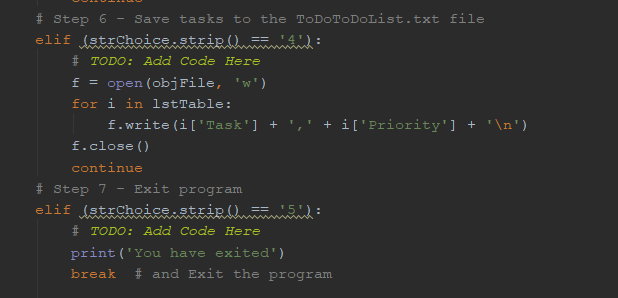 continue
# Step 6 - Save tasks to the ToDoToDoList.txt file
elif (strChoice.strip() == '4'):
# TODO: Add Code Here
f = open(objFile, 'w')
for i in lstTable:
f.write(i['Task'] + ',' + i['Priority'] + '\n')
f.close()
continue
# Step 7 - Exit program
elif (strChoice.strip() == '5'):
# TODO: Add Code Here
print('You have exited')
break  # and Exit the program